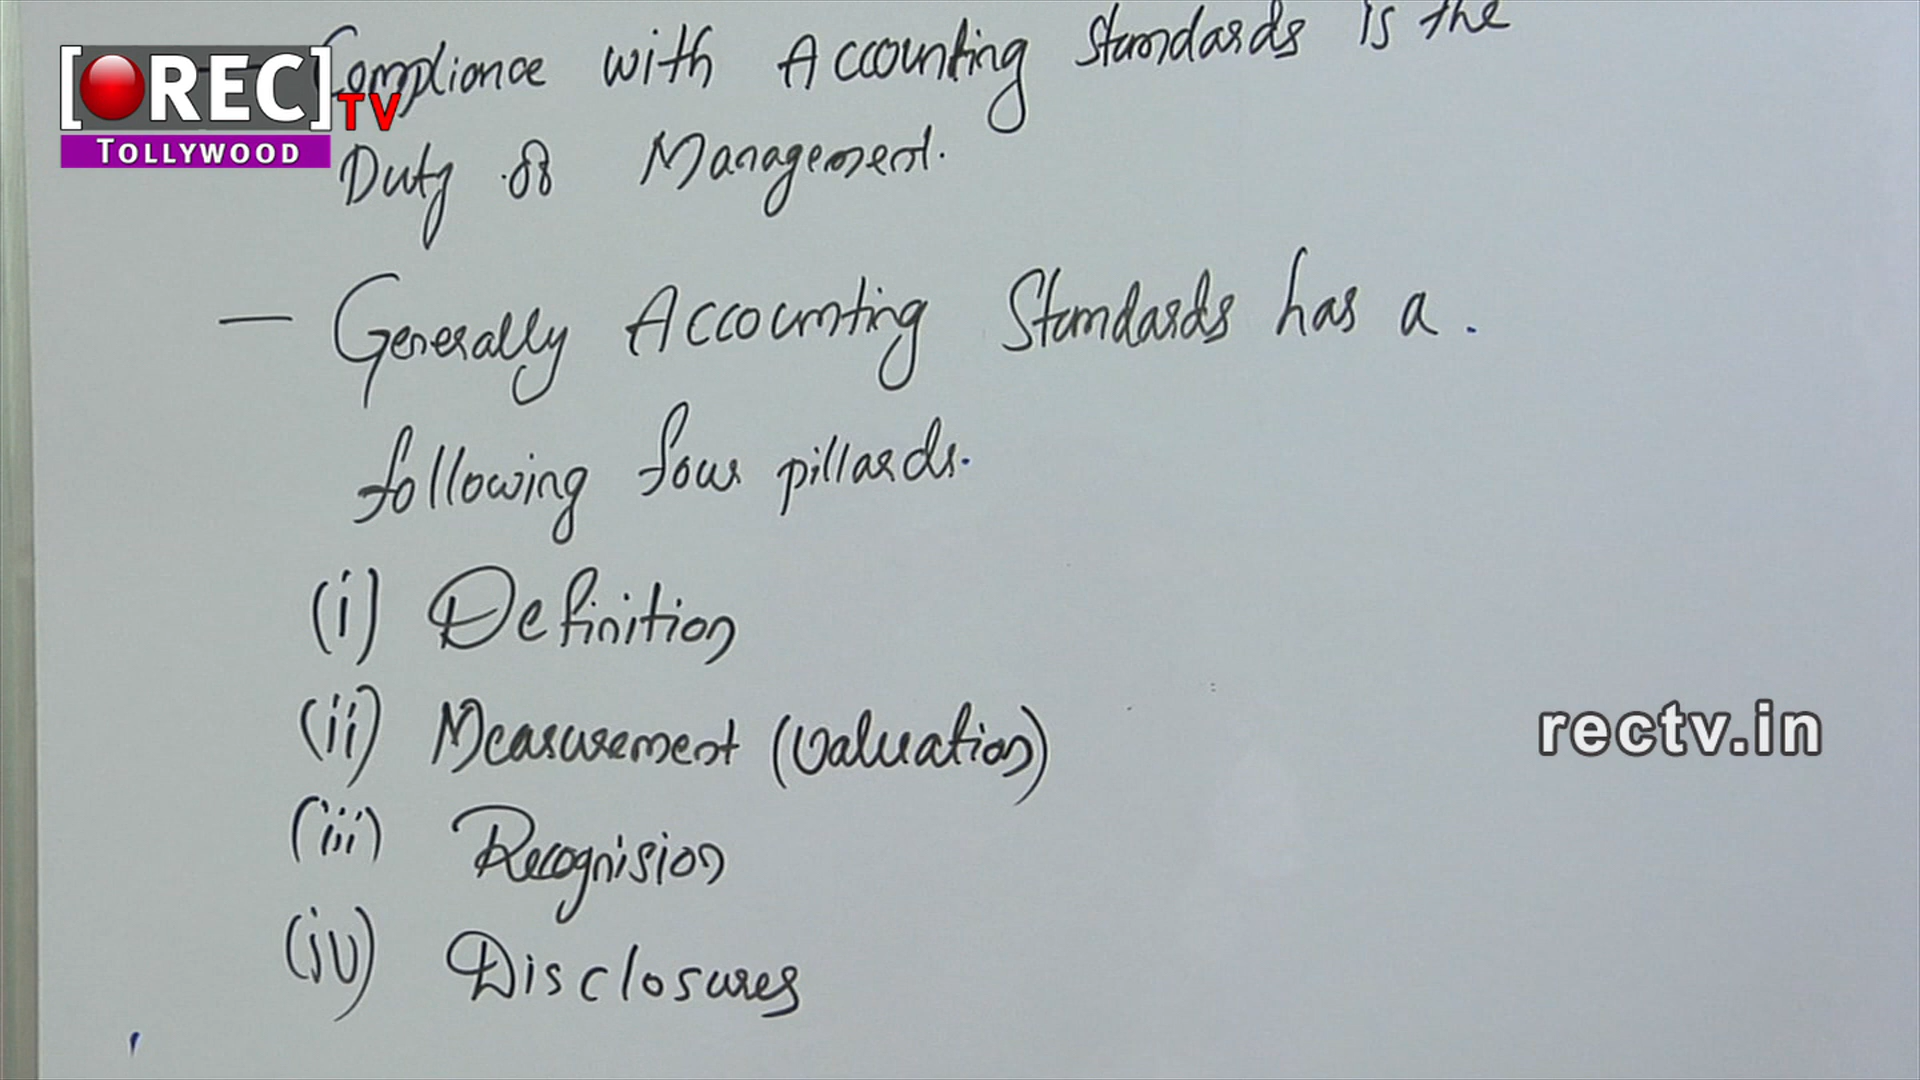 [REC]TV
TOLLYWOOD
Compliance with Accounting Standards is the
Duty of Management.
— Generally Accounting Standards has a.
following four pillards.
(i) Definition
(ii) Measurement (Valuation)
(iii) Recognision
(iv) Disclosures
rectv.in